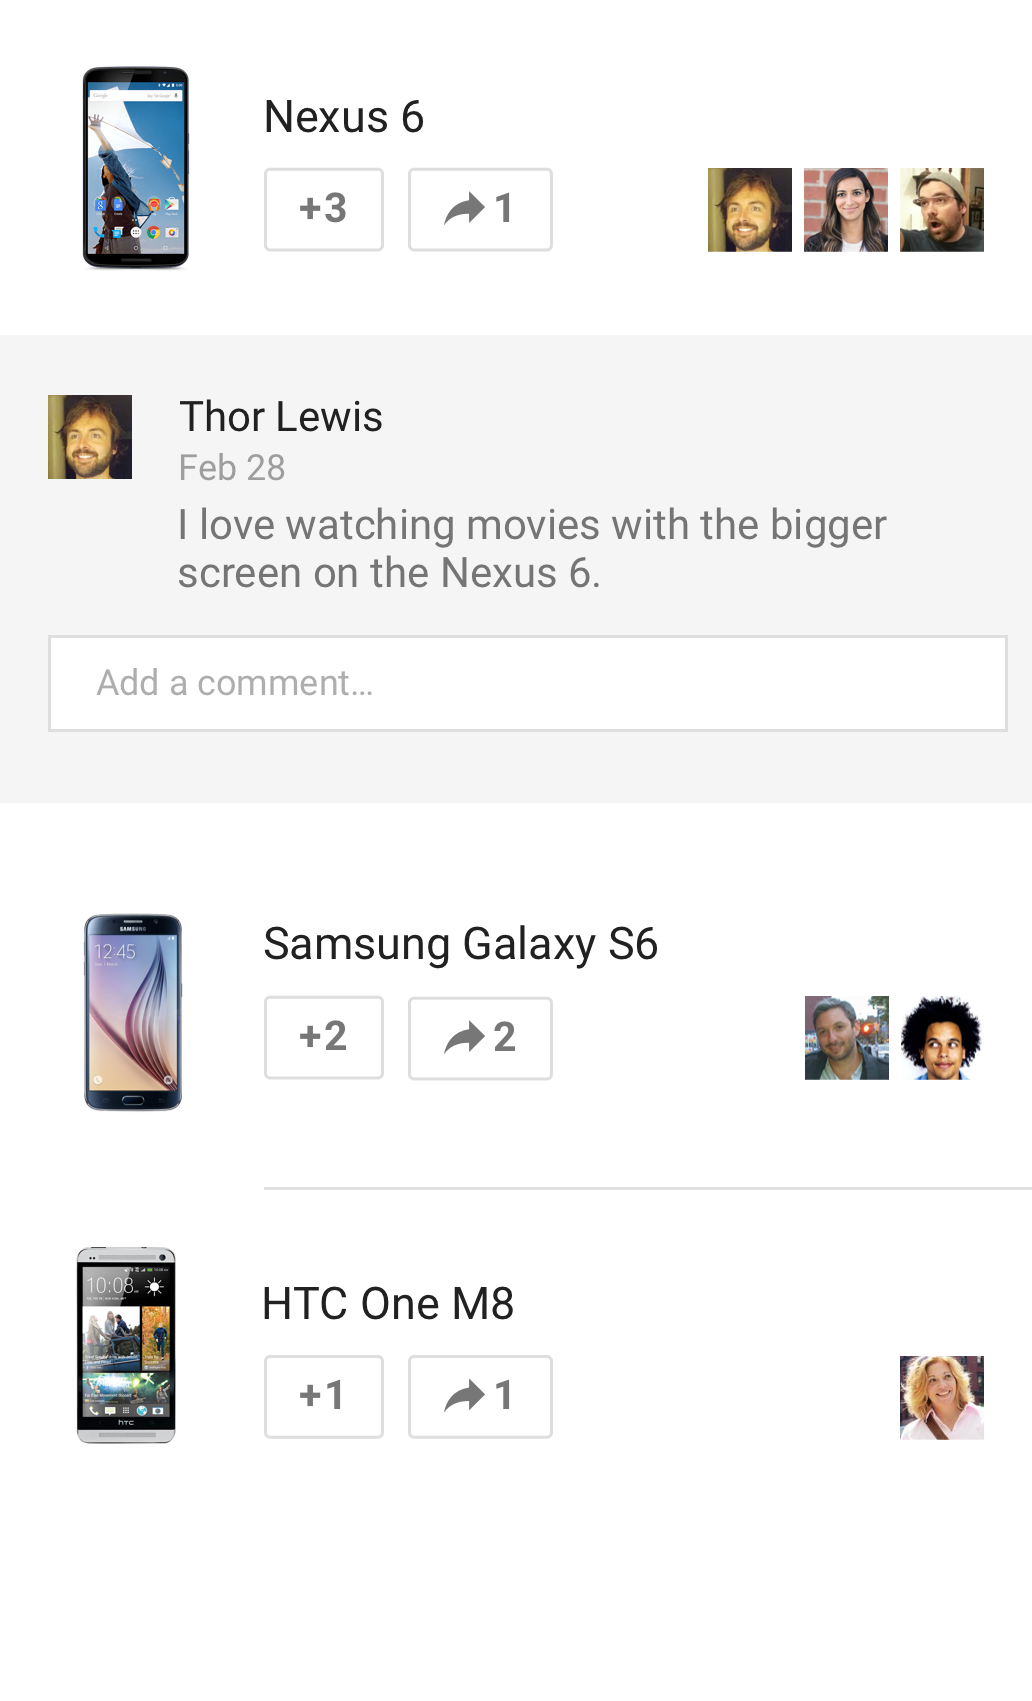 Nexus 6
+3
1
Thor Lewis
Feb 28
I love watching movies with the bigger
screen on the Nexus 6.
Add a comment…
SAMSUNG
12:45
Samsung Galaxy S6
+2
2
10:08
HTC One M8
+1
1
hTC